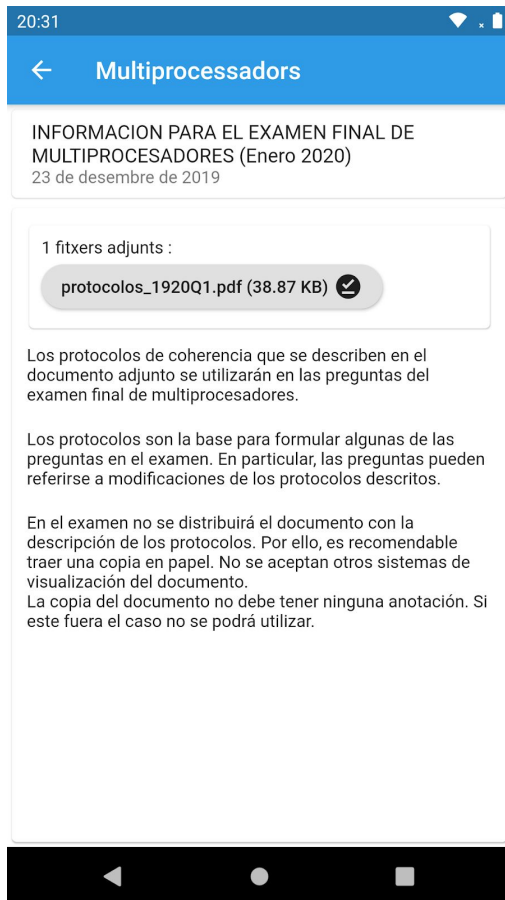 20:31
Multiprocessadors
INFORMACION PARA EL EXAMEN FINAL DE
MULTIPROCESADORES (Enero 2020)
23 de desembre de 2019
1 fitxers adjunts :
protocolos_1920Q1.pdf (38.87 KB)
Los protocolos de coherencia que se describen en el
documento adjunto se utilizarán en las preguntas del
examen final de multiprocesadores.
Los protocolos son la base para formular algunas de las
preguntas en el examen. En particular, las preguntas pueden
referirse a modificaciones de los protocolos descritos.
En el examen no se distribuirá el documento con la
descripción de los protocolos. Por ello, es recomendable
traer una copia en papel. No se aceptan otros sistemas de
visualización del documento.
La copia del documento no debe tener ninguna anotación. Si
este fuera el caso no se podrá utilizar.